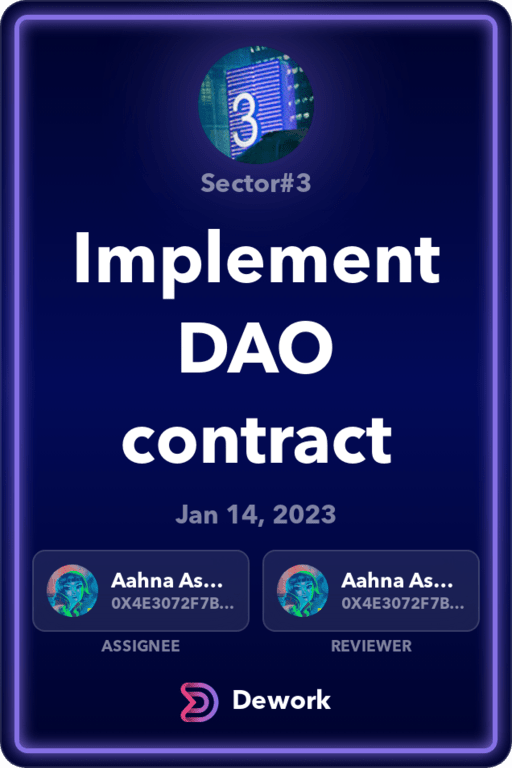 3
Sector#3
Implement
DAO
contract
Jan 14, 2023
Aahna As... Aahna As...
0X4E3072F7B... 0X4E3072F7B...
ASSIGNEE REVIEWER
Dework